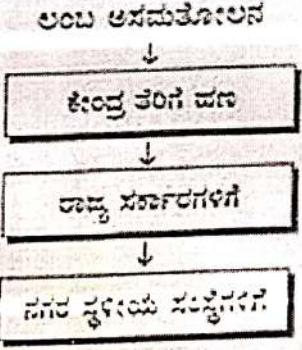 ಲಂಬ ಅಸಮತೋಲನ
ಕೇಂದ್ರ ತೆರಿಗೆ ಹಣ
ರಾಜ್ಯ ಸರ್ಕಾರಗಳಿಗೆ
ನಗರ ಸ್ಥಳೀಯ ಸಂಸ್ಥೆಗಳಿಗೆ